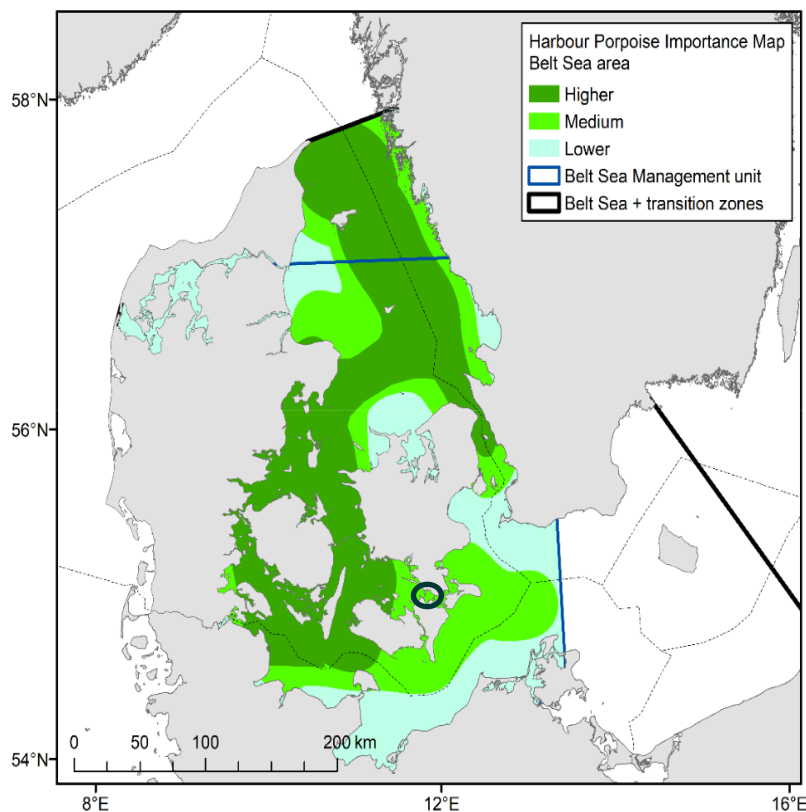 Harbour Porpoise Importance Map
Belt Sea area
Higher
Medium
Lower
Belt Sea Management unit
Belt Sea + transition zones
58°N
56°N
54°N
0 50 100 200 km
8°E 12°E 16°E